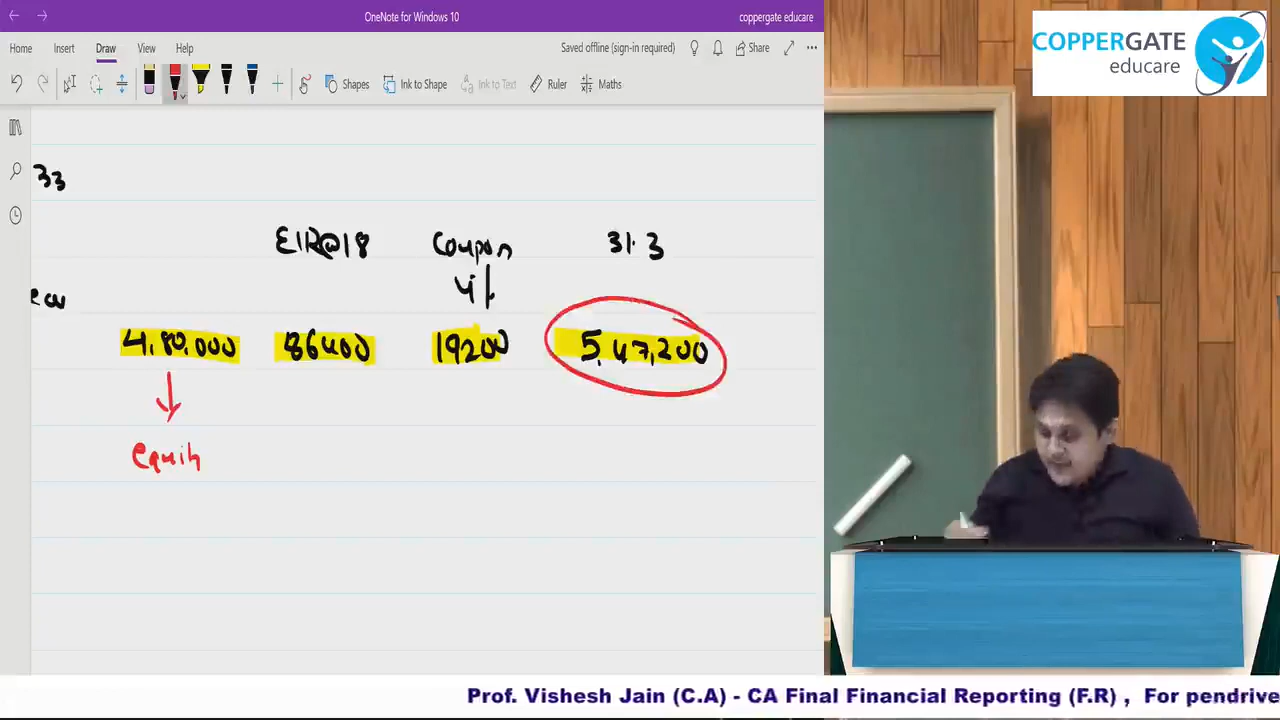 OneNote for Windows 10
coppergate educare
Home Insert Draw View Help
Saved offline (sign-in required)
Share
Shapes
Ink to Shape
Ink to Text
Ruler
Maths
COPPERGATE
educare
33
EIR@18 Coupon 31.3
4%
4,80,000 86400 19200 5,47,200
Prof. Vishesh Jain (C.A) - CA Final Financial Reporting (F.R) , For pendrive